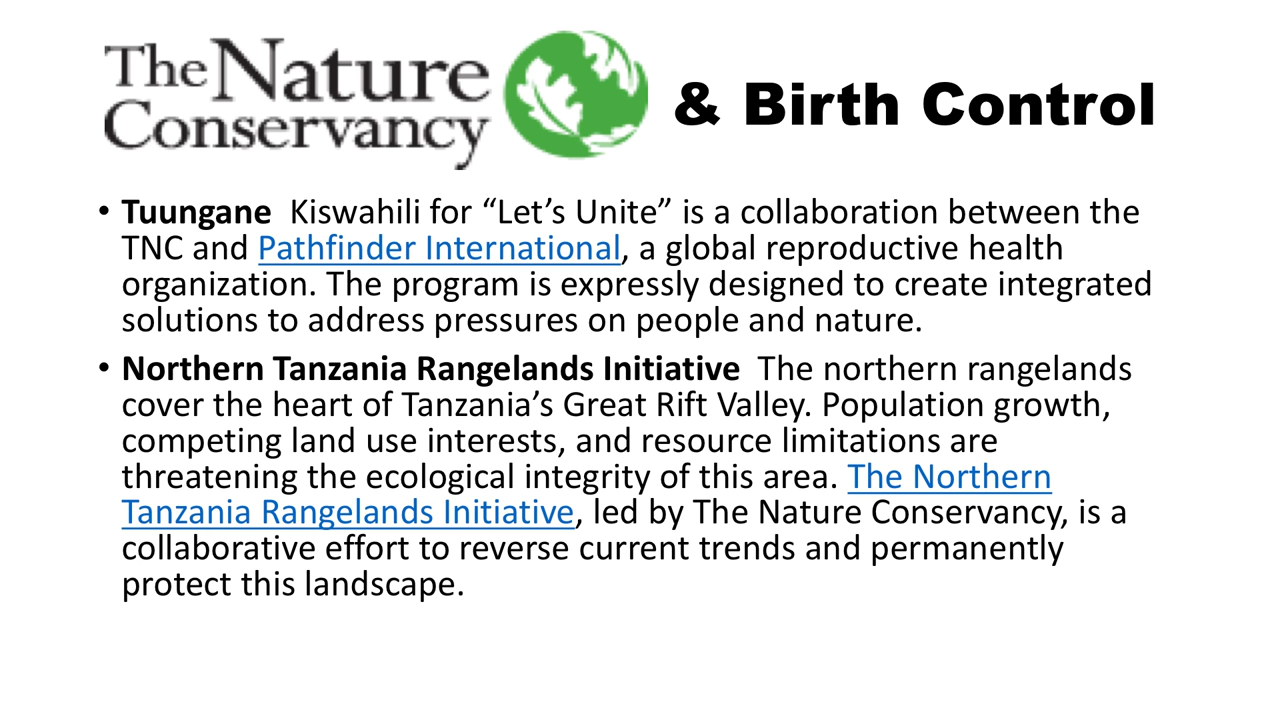 The Nature
Conservancy
& Birth Control
• Tuungane  Kiswahili for “Let’s Unite” is a collaboration between the
TNC and Pathfinder International, a global reproductive health
organization. The program is expressly designed to create integrated
solutions to address pressures on people and nature.
• Northern Tanzania Rangelands Initiative  The northern rangelands
cover the heart of Tanzania’s Great Rift Valley. Population growth,
competing land use interests, and resource limitations are
threatening the ecological integrity of this area. The Northern
Tanzania Rangelands Initiative, led by The Nature Conservancy, is a
collaborative effort to reverse current trends and permanently
protect this landscape.